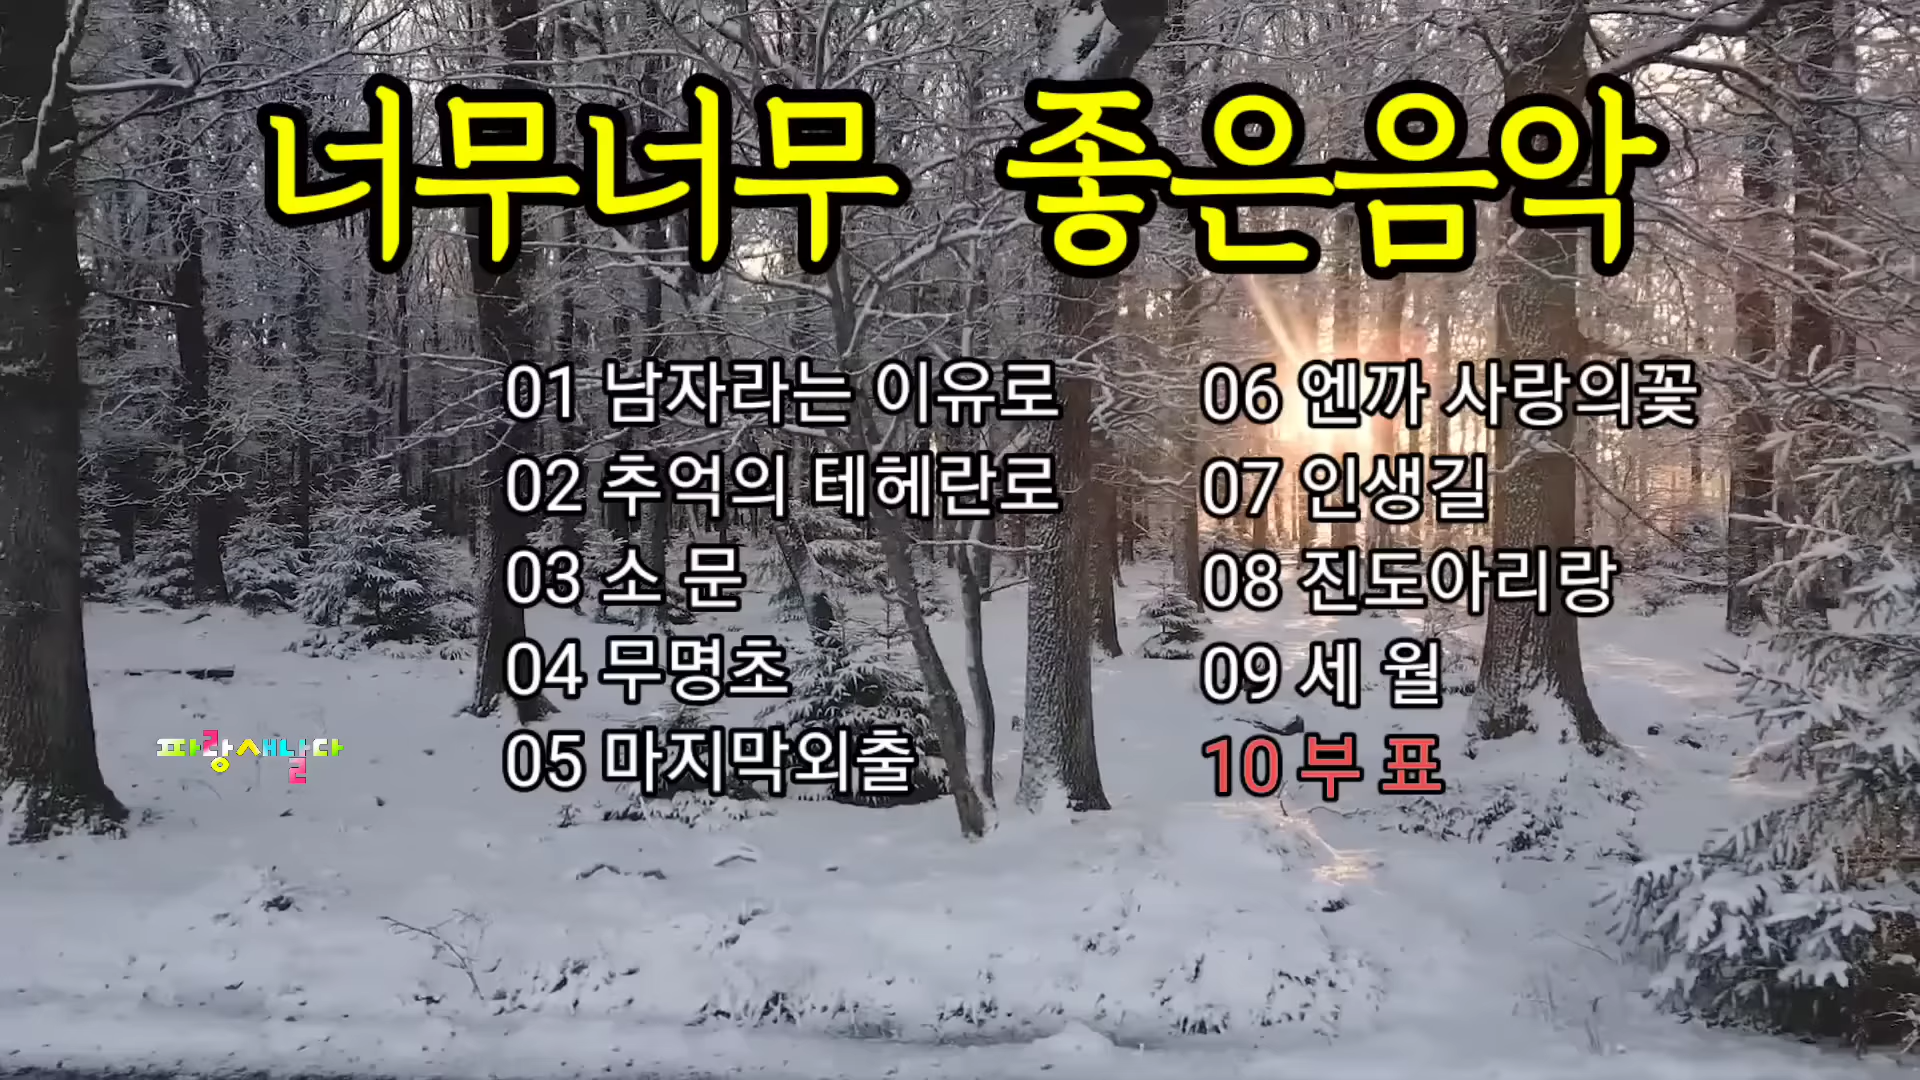 너무너무 좋은음악
01 남자라는 이유로
02 추억의 테헤란로
03 소 문
04 무명초
05 마지막외출
06 엔까 사랑의꽃
07 인생길
08 진도아리랑
09 세 월
10 부 표
파랑새날다